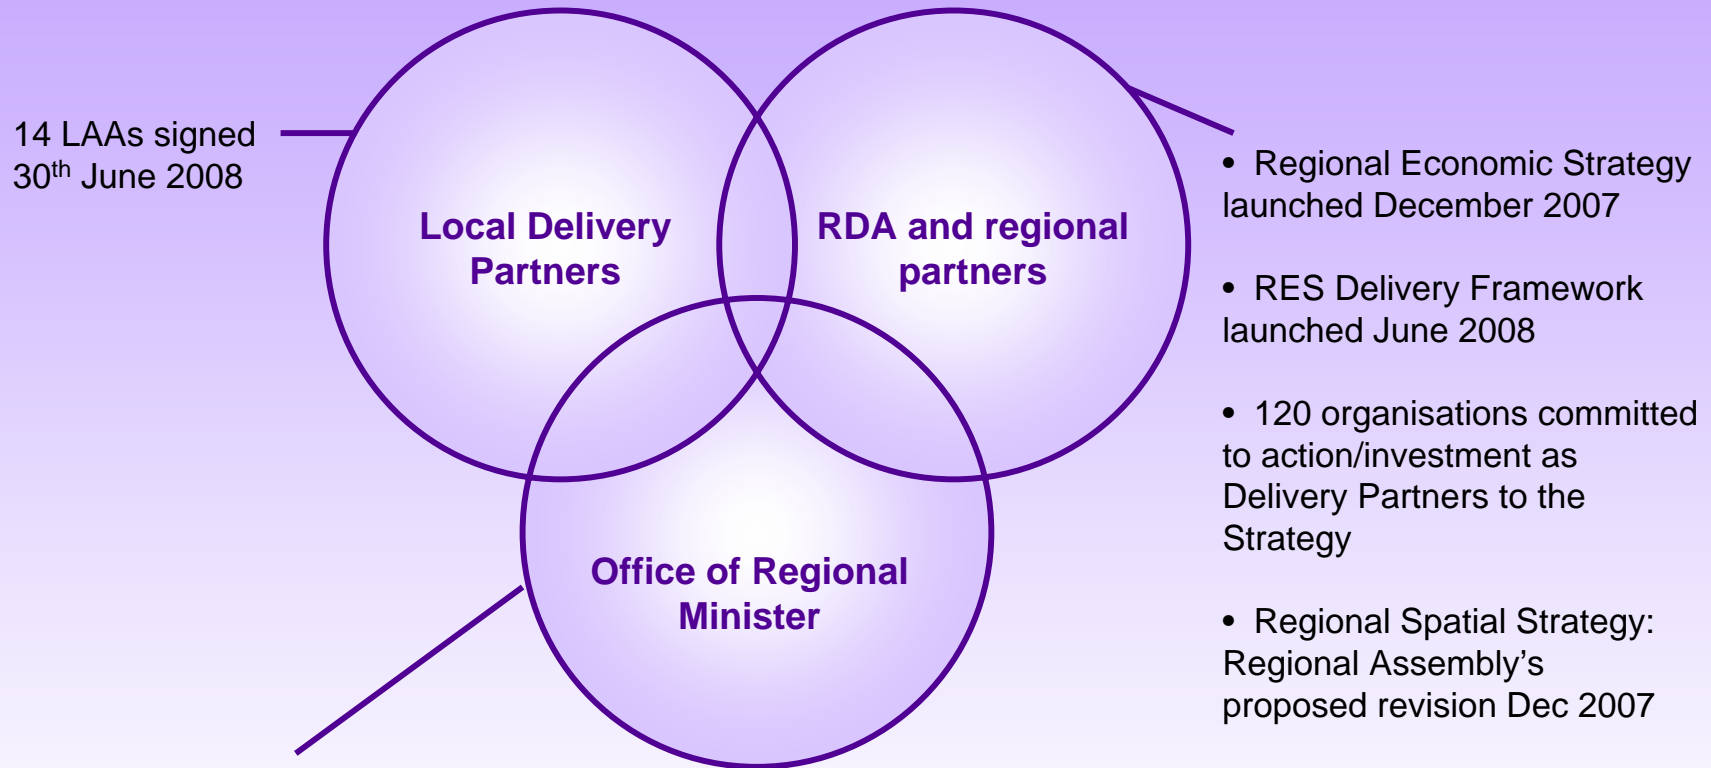 14 LAAs signed
30th June 2008
Local Delivery
Partners
RDA and regional
partners
Office of Regional
Minister
• Regional Economic Strategy
launched December 2007
• RES Delivery Framework
launched June 2008
• 120 organisations committed
to action/investment as
Delivery Partners to the
Strategy
• Regional Spatial Strategy:
Regional Assembly’s
proposed revision Dec 2007